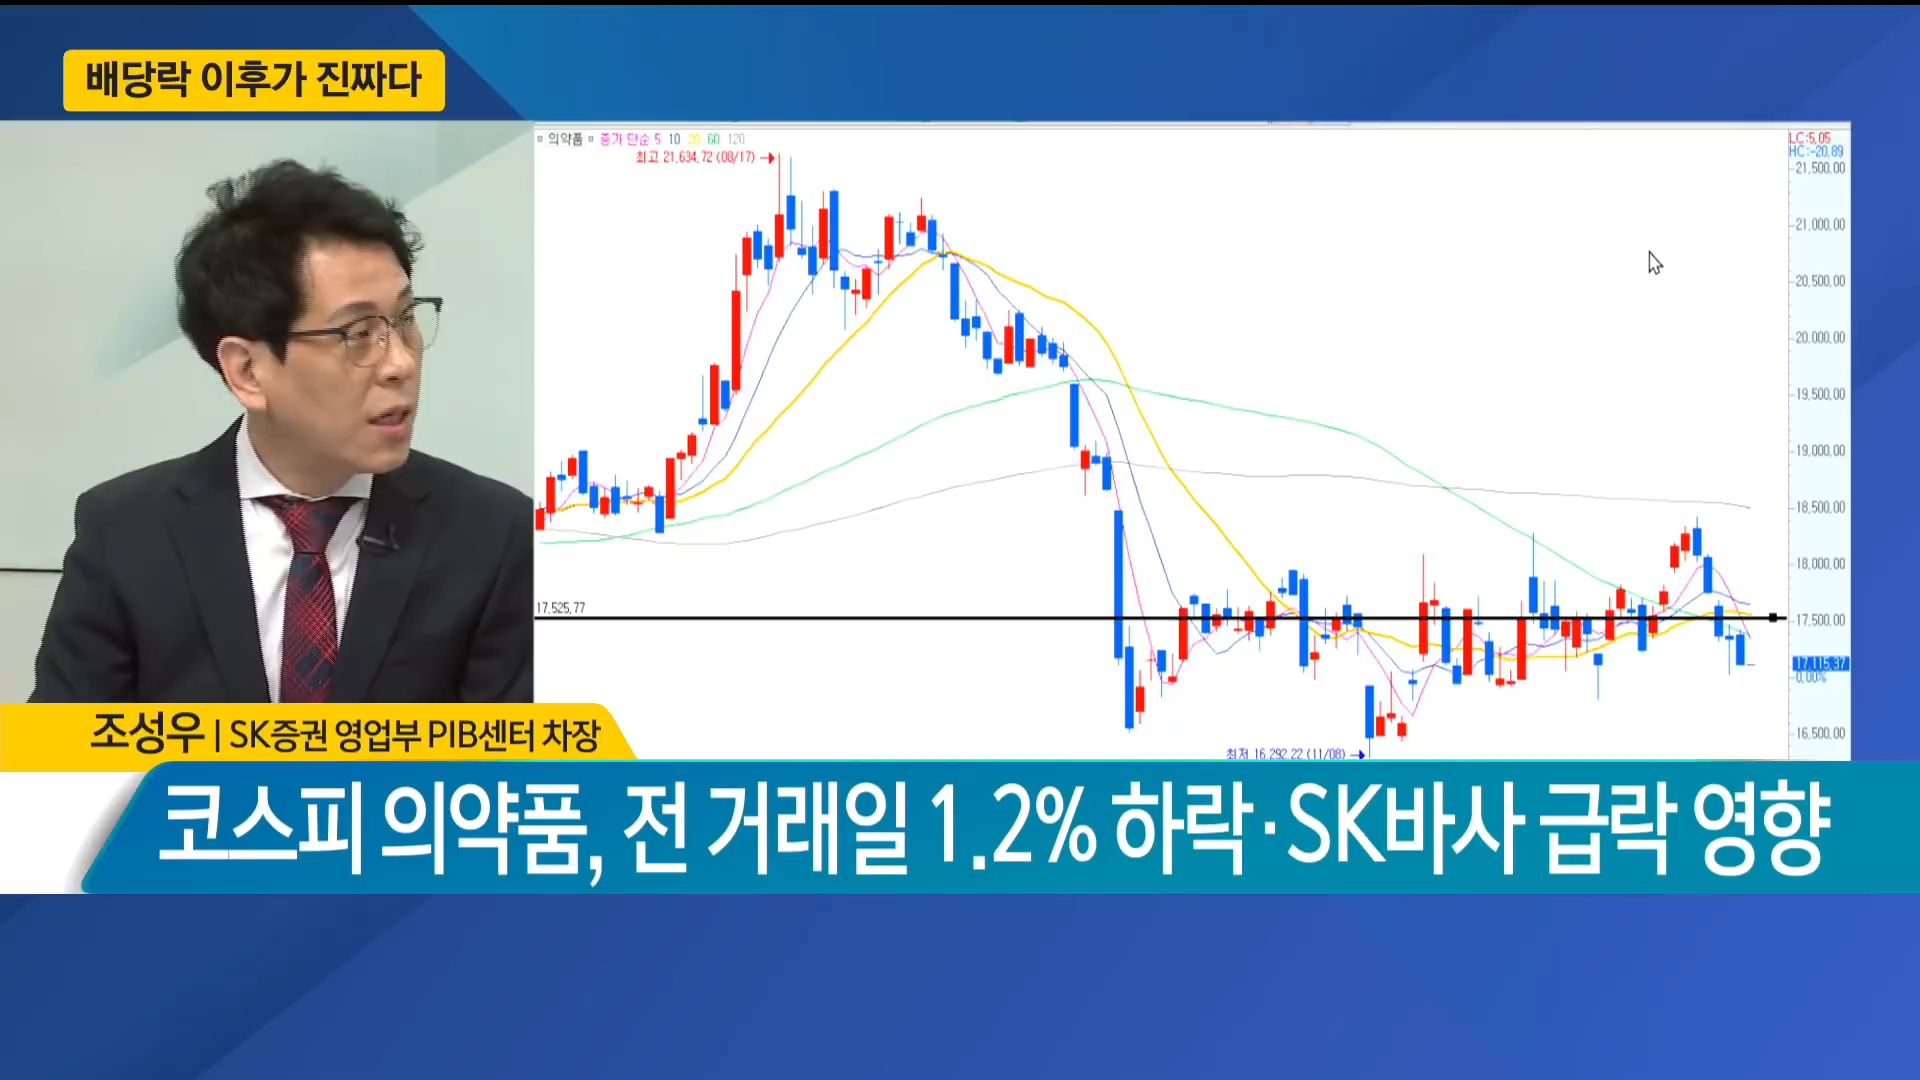 배당락 이후가 진짜다
의약품 종가 단순 5 10 20 60 120
최고 21,634.72 (08/17)
LC:5.05
HC:-20.89
21,500.00
21,000.00
20,500.00
20,000.00
19,500.00
19,000.00
18,500.00
18,000.00
17,525.77
17,500.00
17,115.37
0.00%
16,500.00
최저 16,292.22 (11/08)
조성우 | SK증권 영업부 PIB센터 차장
코스피 의약품, 전 거래일 1.2% 하락·SK바사 급락 영향